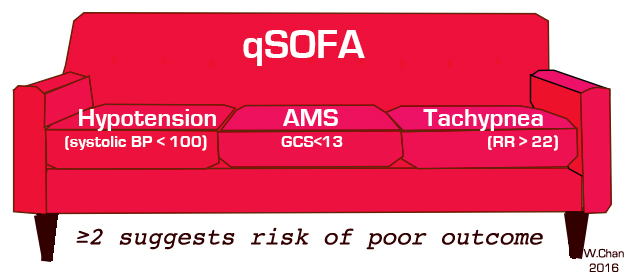 qSOFA
Hypotension AMS Tachypnea
(systolic BP < 100) GCS<13 (RR > 22)
≥2 suggests risk of poor outcome
W.Chan
2016